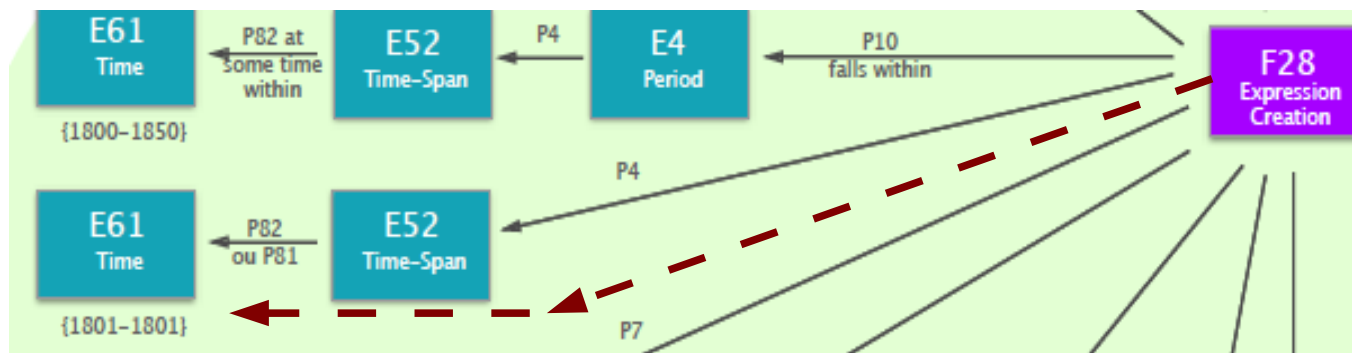 E61
Time
P82 at
some time
within
E52
Time-Span
P4
E4
Period
P10
falls within
F28
Expression
Creation
{1800-1850}
P4
E61
Time
P82
ou P81
E52
Time-Span
{1801-1801}
P7